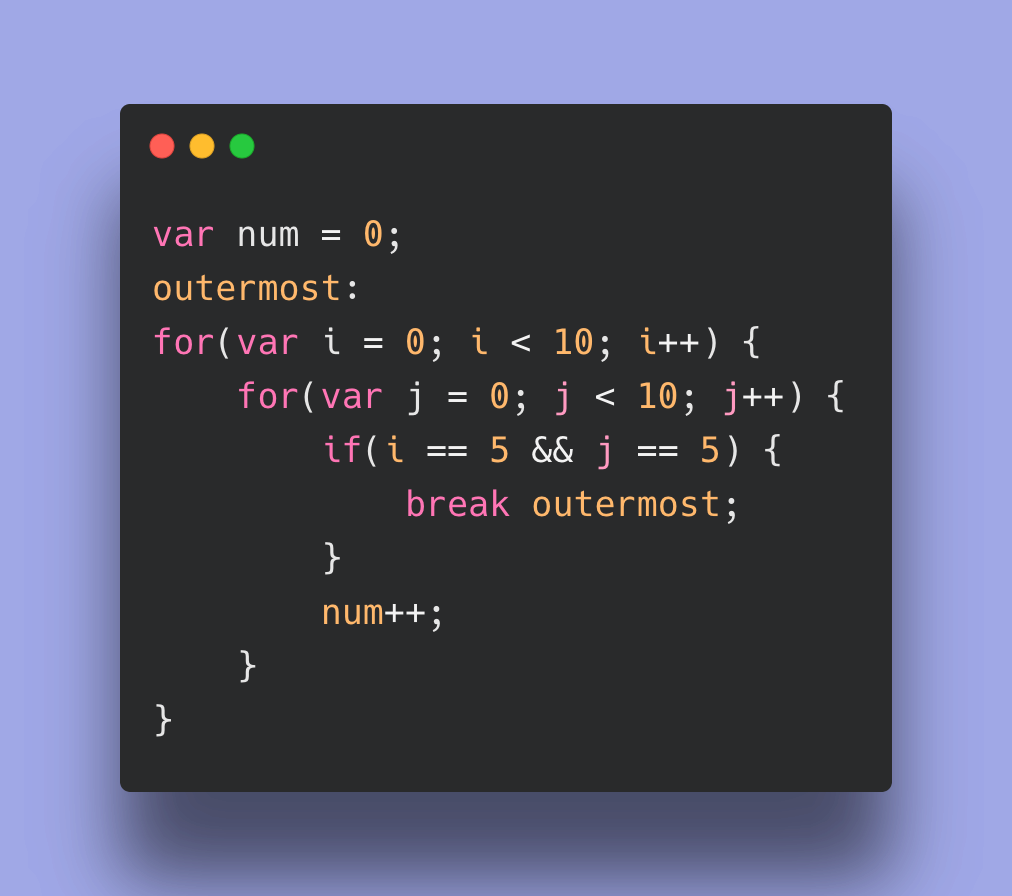 var num = 0;
outermost:
for(var i = 0; i < 10; i++) {
    for(var j = 0; j < 10; j++) {
        if(i == 5 && j == 5) {
            break outermost;
        }
        num++;
    }
}